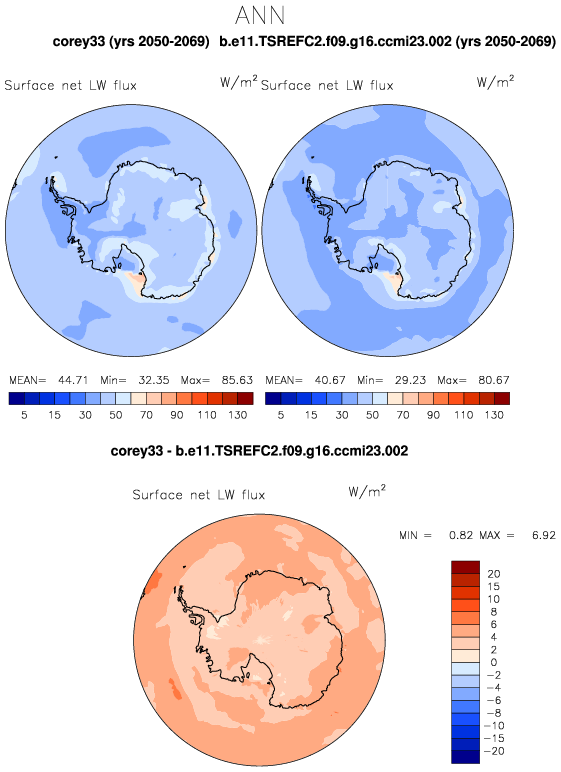 ANN
corey33 (yrs 2050-2069) b.e11.TSREFC2.f09.g16.ccmi23.002 (yrs 2050-2069)
Surface net LW flux W/m² Surface net LW flux W/m²
MEAN= 44.71 Min= 32.35 Max= 85.63 MEAN= 40.67 Min= 29.23 Max= 80.67
5 15 30 50 70 90 110 130 5 15 30 50 70 90 110 130
corey33 - b.e11.TSREFC2.f09.g16.ccmi23.002
Surface net LW flux W/m²
MIN = 0.82 MAX = 6.92
20
15
10
8
6
4
2
0
−2
−4
−6
−8
−10
−15
−20